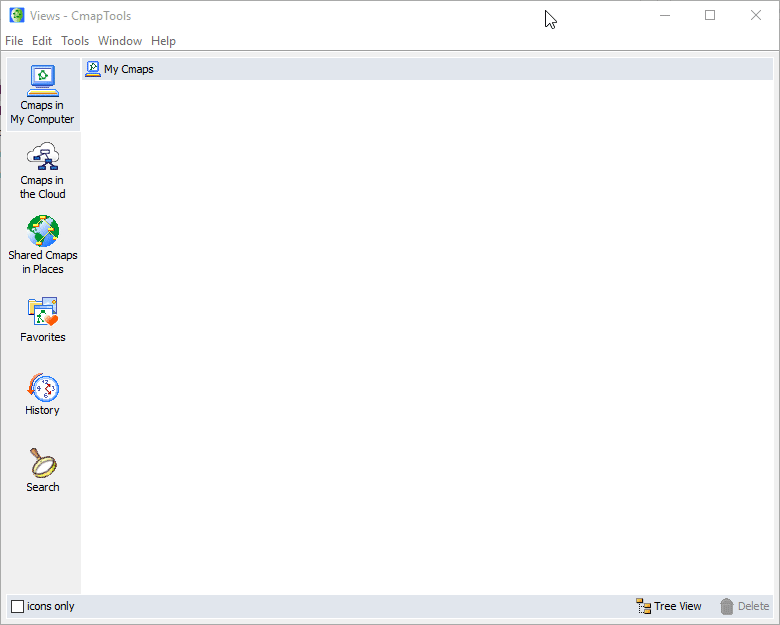 Views - CmapTools
File Edit Tools Window Help
Cmaps in
My Computer
My Cmaps
Cmaps in
the Cloud
Shared Cmaps
in Places
Favorites
History
Search
icons only
Tree View
Delete